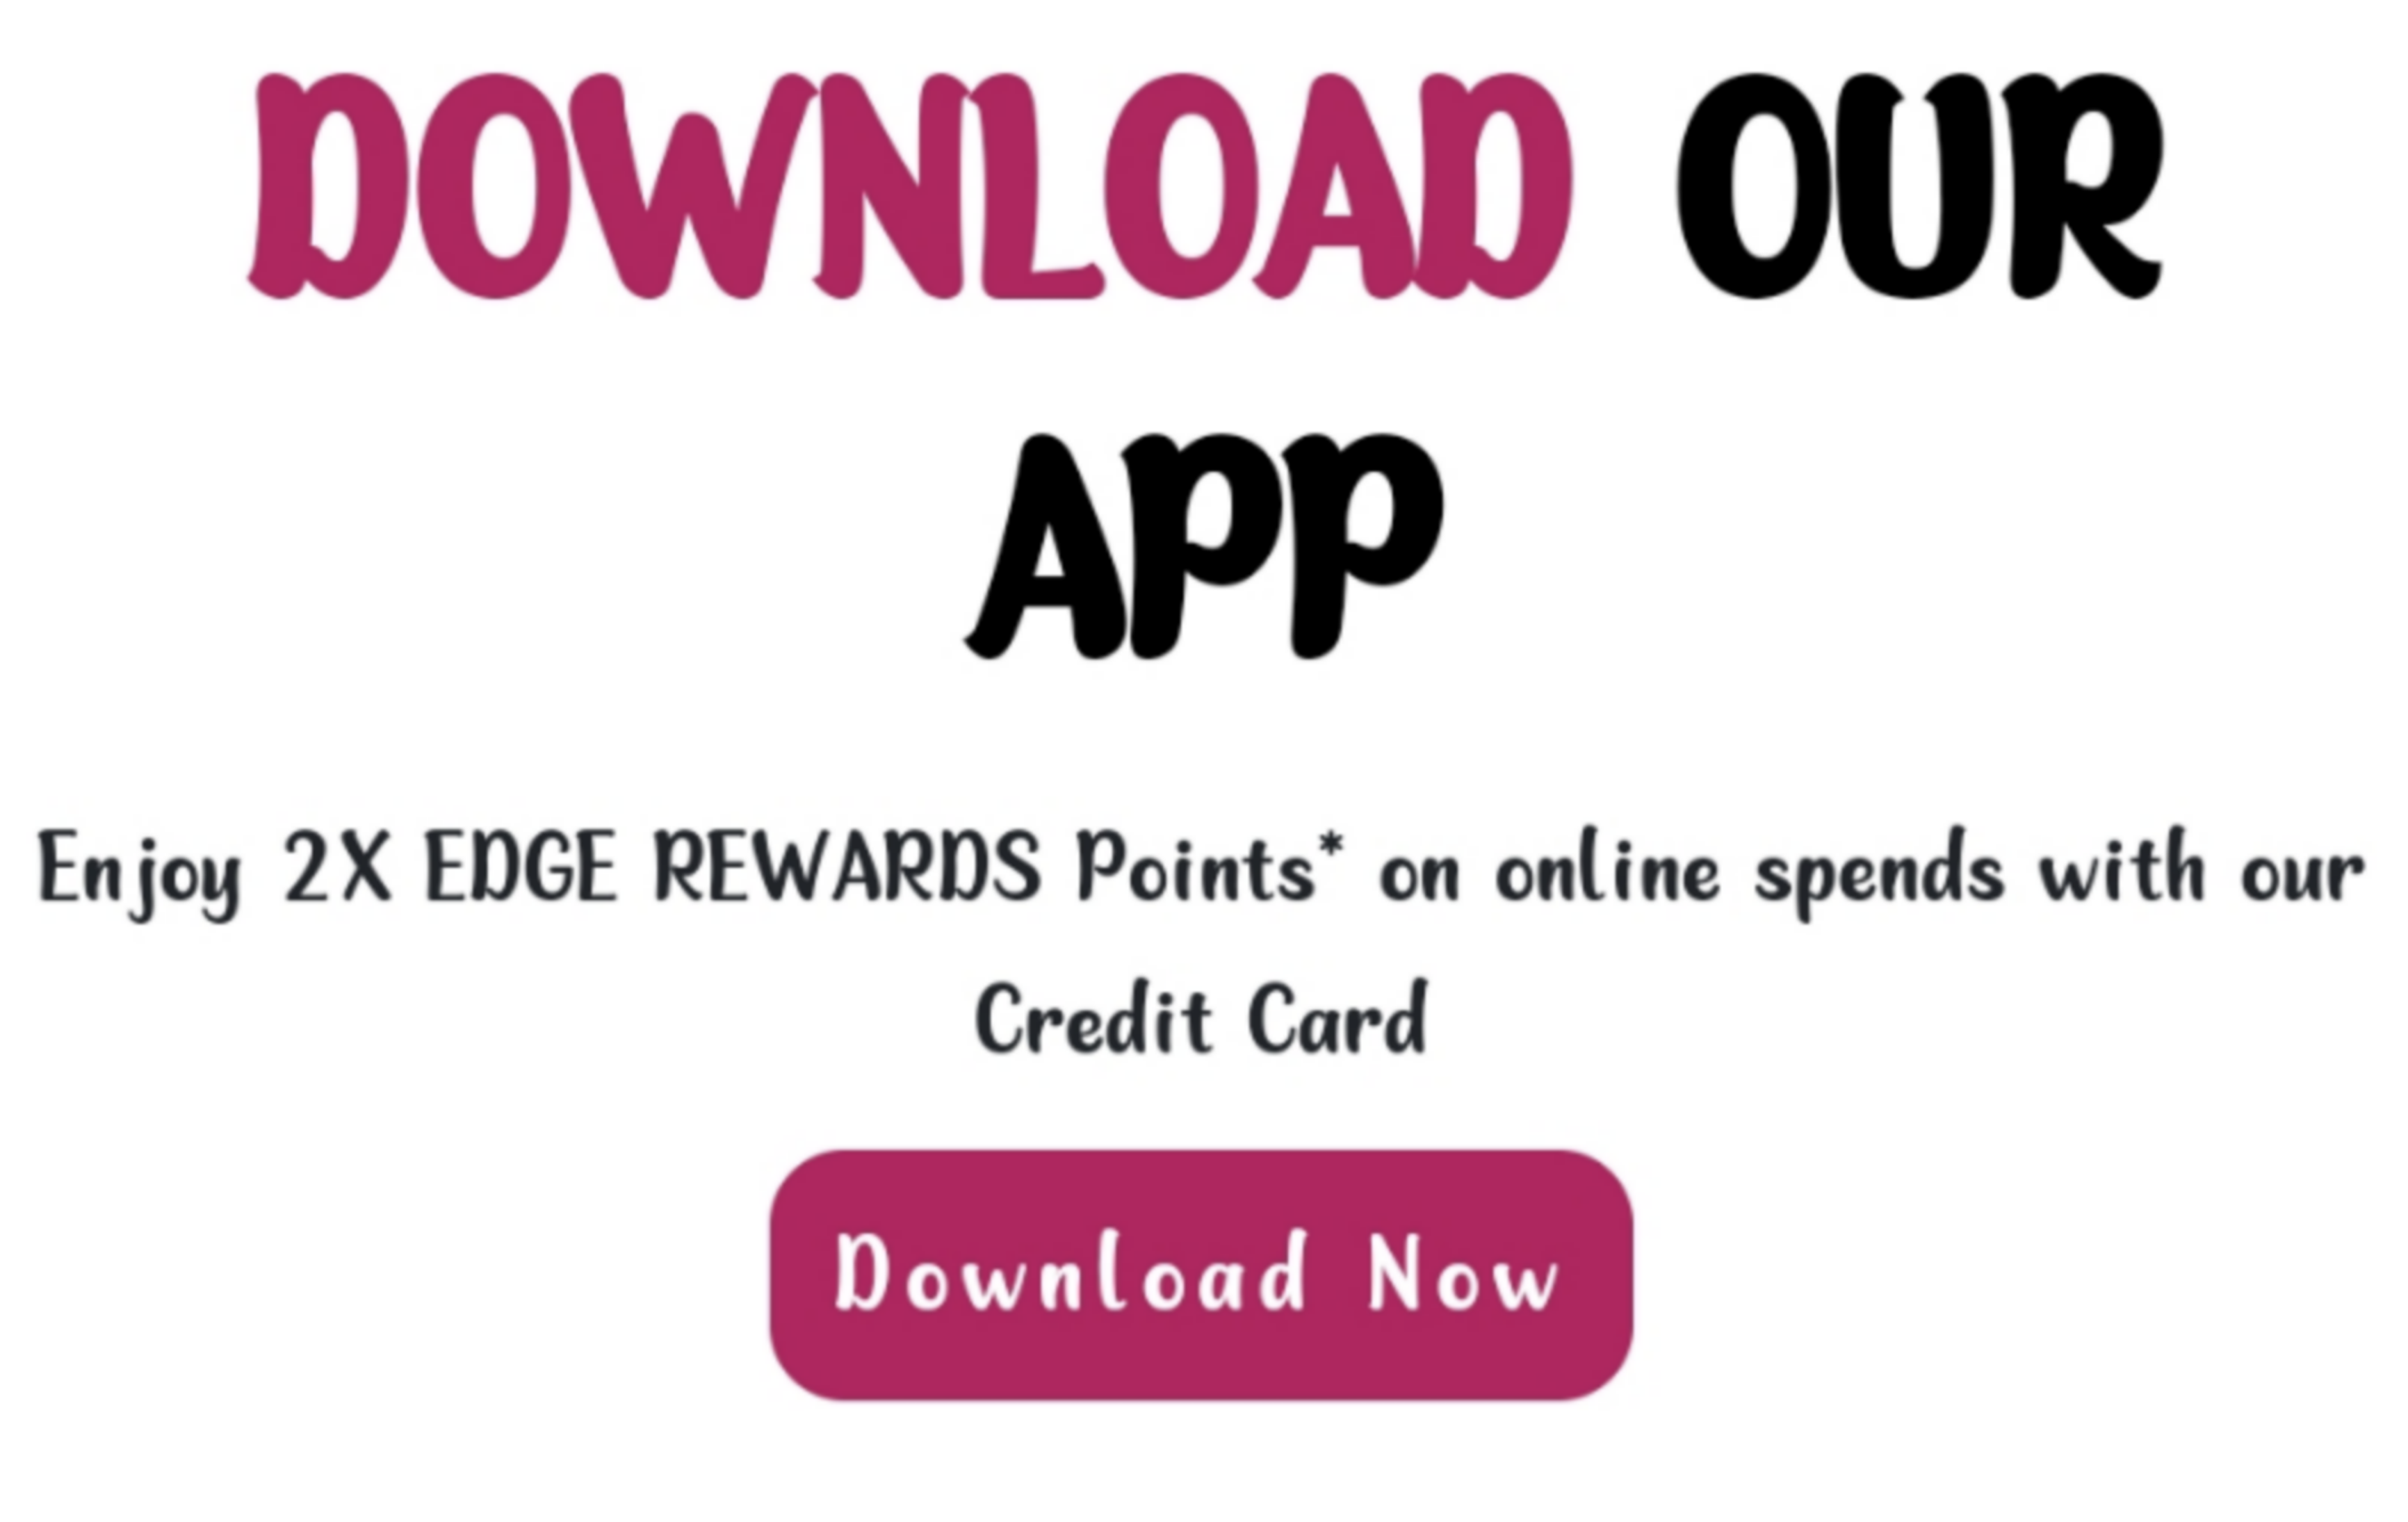 DOWNLOAD OUR
APP
Enjoy 2X EDGE REWARDS Points* on online spends with our
Credit Card
Download Now